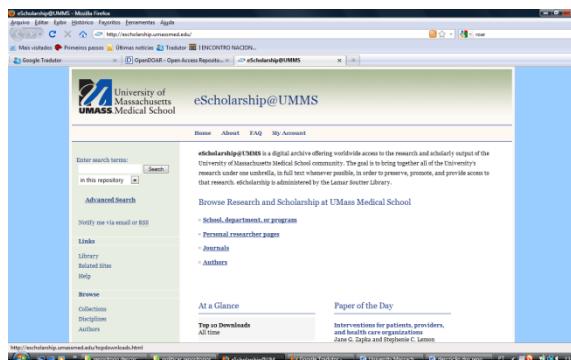 eScholarship@UMMS - Mozilla Firefox
Arquivo Editar Exibir Histórico Favoritos Ferramentas Ajuda
http://escholarship.umassmed.edu/
roar
Mais visitados Primeiros passos Últimas notícias Tradutor I ENCONTRO NACION...
Google Tradutor
OpenDOAR - Open Access Reposito...
eScholarship@UMMS
University of
Massachusetts
UMASS Medical School
eScholarship@UMMS
Home About FAQ My Account
Enter search terms:
Search
in this repository
Advanced Search
Notify me via email or RSS
Links
Library
Related Sites
Help
Browse
Collections
Disciplines
Authors
eScholarship@UMMS is a digital archive offering worldwide access to the research and scholarly output of the
University of Massachusetts Medical School community. The goal is to bring together all of the University's
research under one umbrella, in full text whenever possible, in order to preserve, promote, and provide access to
that research. eScholarship is administered by the Lamar Soutter Library.
Browse Research and Scholarship at UMass Medical School
School, department, or program
Personal researcher pages
Journals
Authors
At a Glance
Top 10 Downloads
All time
Paper of the Day
Interventions for patients, providers,
and health care organizations
Jane G. Zapka and Stephenie C. Lemon
http://escholarship.umassmed.edu/topdownloads.html
Google Tradutor